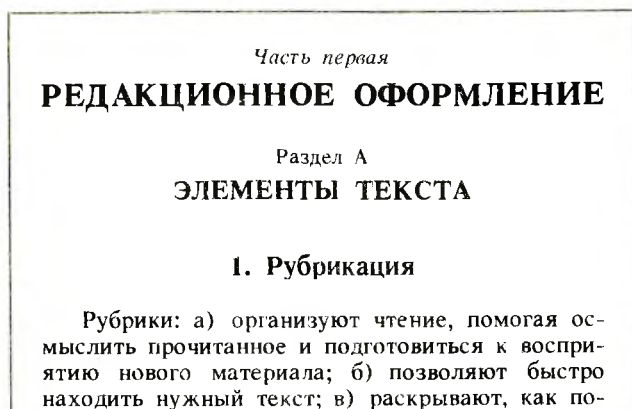 Часть первая
РЕДАКЦИОННОЕ ОФОРМЛЕНИЕ
Раздел А
ЭЛЕМЕНТЫ ТЕКСТА
1. Рубрикация
Рубрики: а) организуют чтение, помогая ос-
мыслить прочитанное и подготовиться к воспри-
ятию нового материала; б) позволяют быстро
находить нужный текст; в) раскрывают, как по-